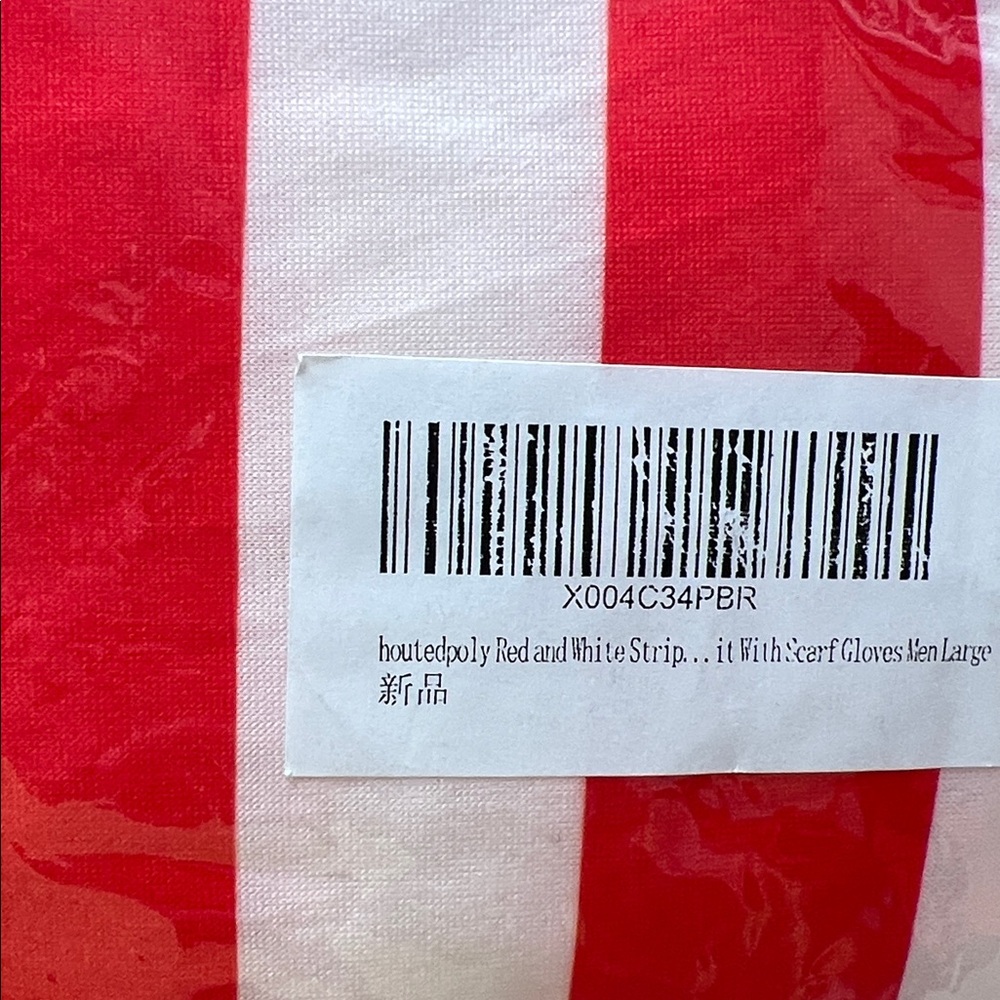 X004C34PBR
houtedpoly Red and White Strip... it With Scarf Gloves Men Large
新品